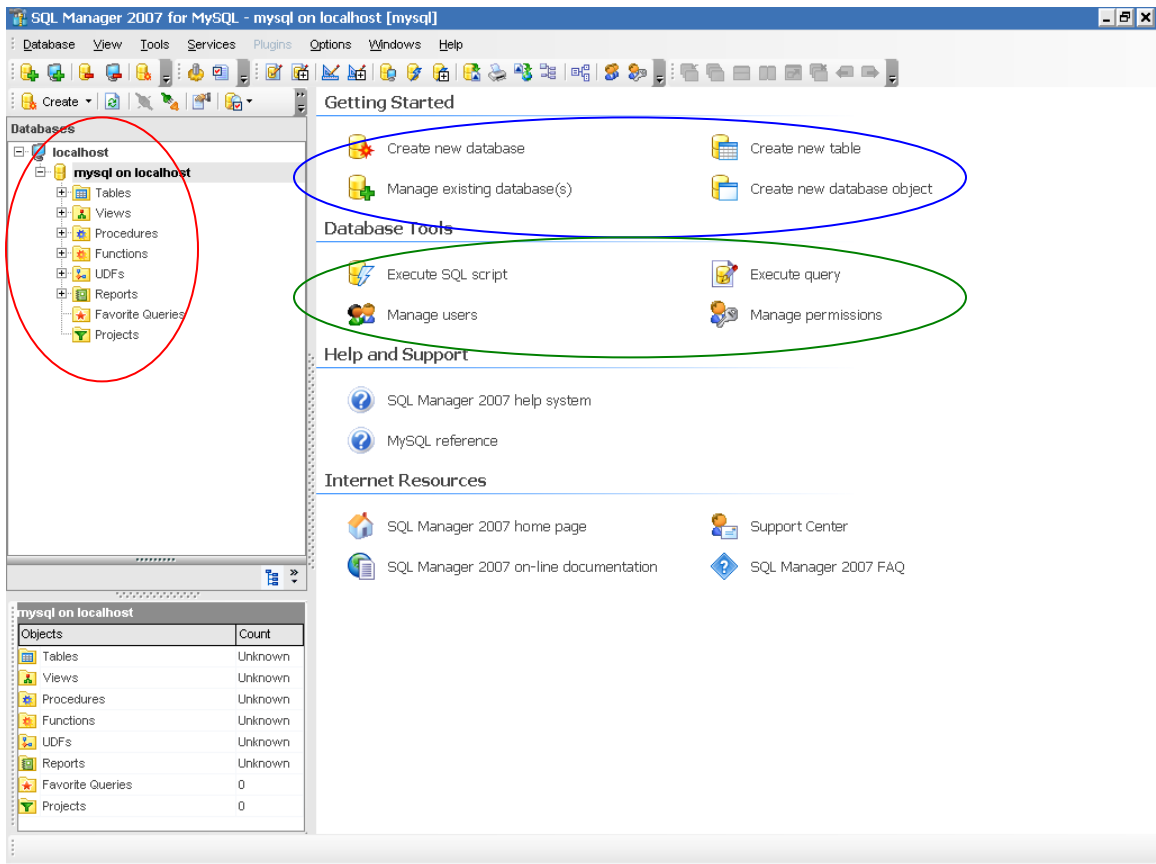 SQL Manager 2007 for MySQL - mysql on localhost [mysql]
Database View Tools Services Plugins Options Windows Help
Create
Databases
localhost
mysql on localhost
Tables
Views
Procedures
Functions
UDFs
Reports
Favorite Queries
Projects
Getting Started
Create new database
Create new table
Manage existing database(s)
Create new database object
Database Tools
Execute SQL script
Execute query
Manage users
Manage permissions
Help and Support
SQL Manager 2007 help system
MySQL reference
Internet Resources
SQL Manager 2007 home page
Support Center
SQL Manager 2007 on-line documentation
SQL Manager 2007 FAQ
mysql on localhost
Objects Count
Tables Unknown
Views Unknown
Procedures Unknown
Functions Unknown
UDFs Unknown
Reports Unknown
Favorite Queries 0
Projects 0